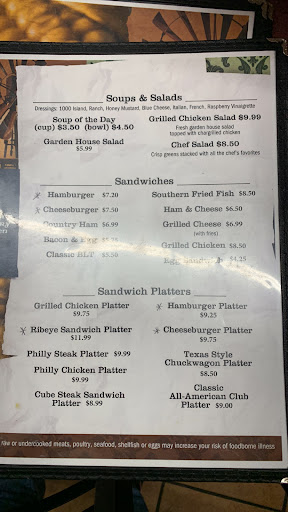 Soups & Salads
Dressings: 1000 Island, Ranch, Honey Mustard, Blue Cheese, Italian, French, Raspberry Vinaigrette
Soup of the Day
(cup) $3.50 (bowl) $4.50
Garden House Salad
$5.99
Grilled Chicken Salad $9.99
Fresh garden house salad
topped with chargrilled chicken
Chef Salad $8.50
Crisp greens stacked with all the chef's favorites
Sandwiches
Hamburger $7.20
Cheeseburger $7.50
Country Ham $6.99
Bacon & Egg
Classic BLT
Southern Fried Fish $8.50
Ham & Cheese $6.50
Grilled Cheese $6.99
(with fries)
Grilled Chicken $8.50
Egg $4.25
Sandwich Platters
Grilled Chicken Platter
$9.75
Ribeye Sandwich Platter
$11.99
Philly Steak Platter $9.99
Philly Chicken Platter
$9.99
Cube Steak Sandwich
Platter $8.99
Hamburger Platter
$9.25
Cheeseburger Platter
$9.75
Texas Style
Chuckwagon Platter
$8.50
Classic
All-American Club
Platter $9.00
raw or undercooked meats, poultry, seafood, shellfish or eggs may increase your risk of foodborne illness